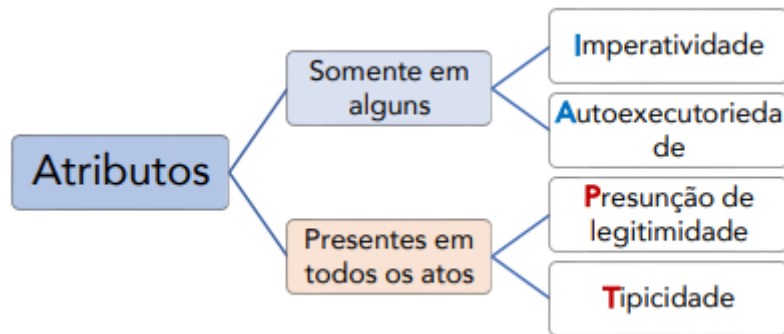 Atributos
Somente em
alguns
Imperatividade
Autoexecutorieda
de
Presentes em
todos os atos
Presunção de
legitimidade
Tipicidade